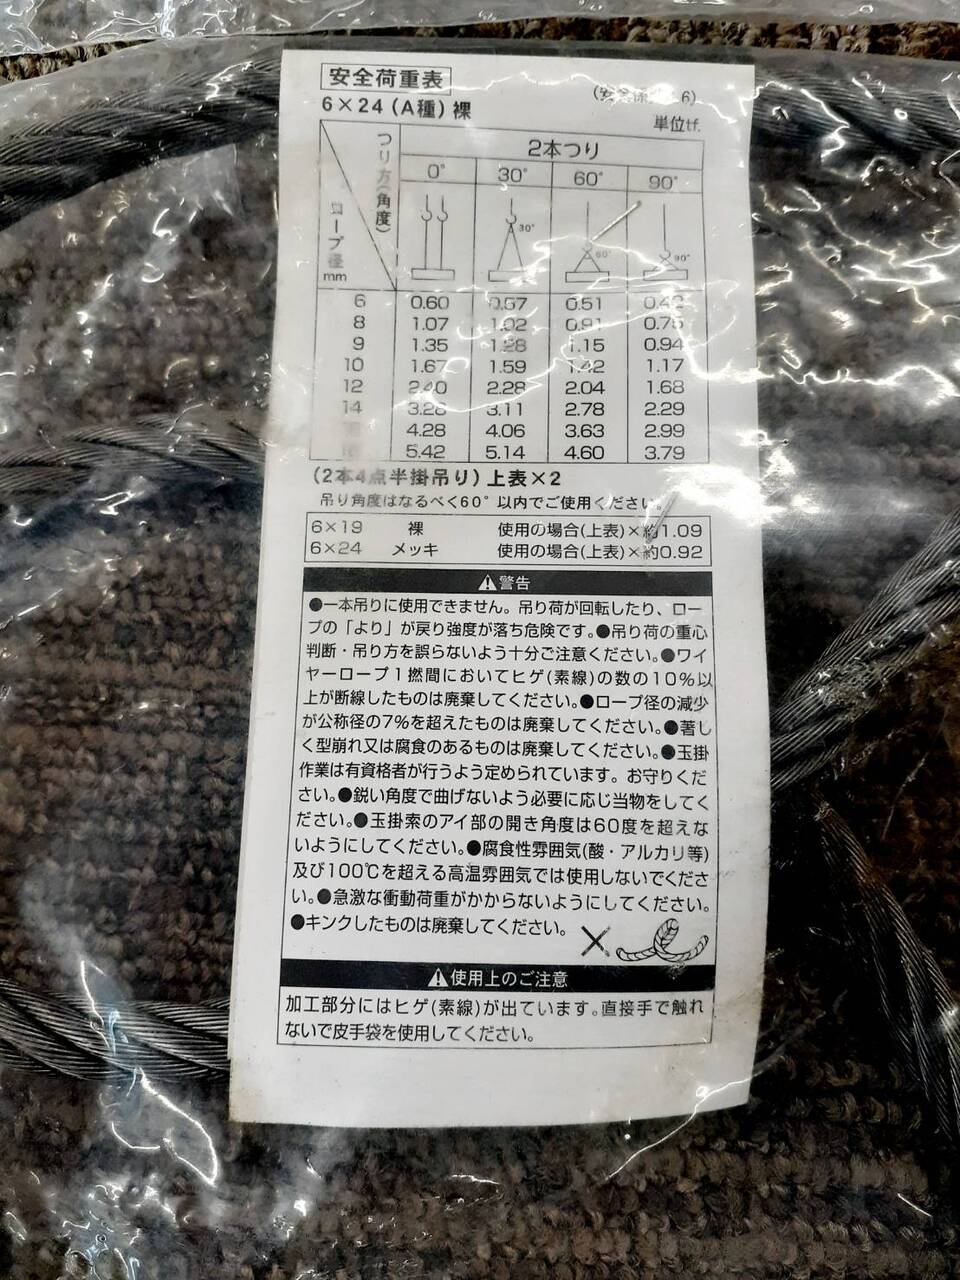 安全荷重表
6×24(A種)裸
単位tf.
つり方(角度)
ロープ径
mm
2本つり
0° 30° 60° 90°
30° 60° 90°
6 0.60 0.57 0.51 0.42
8 1.07 1.02 0.91 0.75
9 1.35 1.28 1.15 0.94
10 1.67 1.59 1.42 1.17
12 2.40 2.28 2.04 1.68
14 3.28 3.11 2.78 2.29
4.28 4.06 3.63 2.99
5.42 5.14 4.60 3.79
(2本4点半掛吊り)上表×2
吊り角度はなるべく60°以内でご使用ください。
6×19 裸 使用の場合(上表)×約1.09
6×24 メッキ 使用の場合(上表)×約0.92
⚠警告
●一本吊りに使用できません。吊り荷が回転したり、ロー
プの「より」が戻り強度が落ち危険です。●吊り荷の重心
判断・吊り方を誤らないよう十分ご注意ください。●ワイ
ヤーロープ1撚間においてヒゲ(素線)の数の10%以
上が断線したものは廃棄してください。●ロープ径の減少
が公称径の7%を超えたものは廃棄してください。●著し
く型崩れ又は腐食のあるものは廃棄してください。●玉掛
作業は有資格者が行うよう定められています。お守りくだ
さい。●鋭い角度で曲げないよう必要に応じ当物をしてく
ださい。●玉掛索のアイ部の開き角度は60度を超えな
いようにしてください。●腐食性雰囲気(酸・アルカリ等)
及び100℃を超える高温雰囲気では使用しないでくださ
い。●急激な衝動荷重がかからないようにしてください。
●キンクしたものは廃棄してください。
⚠使用上のご注意
加工部分にはヒゲ(素線)が出ています。直接手で触れ
ないで皮手袋を使用してください。